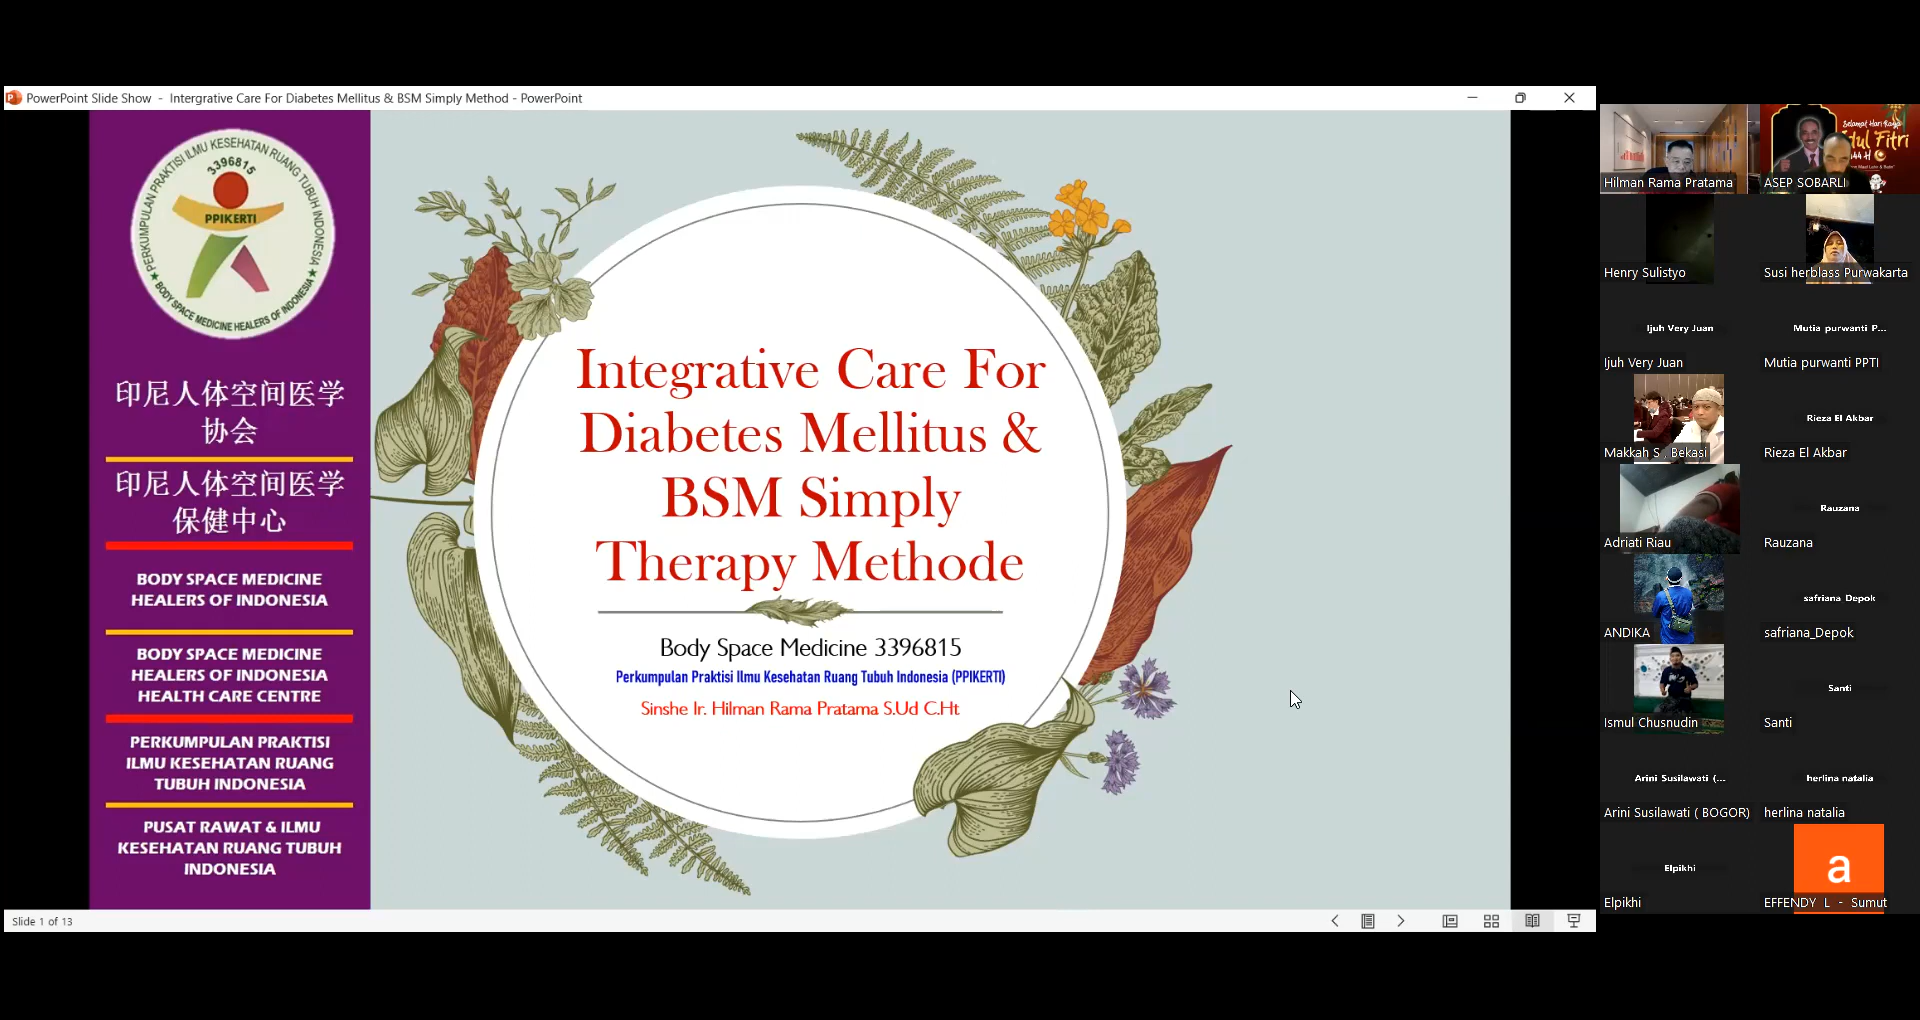 PowerPoint Slide Show - Intergrative Care For Diabetes Mellitus & BSM Simply Method - PowerPoint
PERKUMPULAN PRAKTISI ILMU KESEHATAN RUANG TUBUH INDONESIA
3396815
PPIKERTI
★ BODY SPACE MEDICINE HEALERS OF INDONESIA ★
印尼人体空间医学
协会
印尼人体空间医学
保健中心
BODY SPACE MEDICINE
HEALERS OF INDONESIA
BODY SPACE MEDICINE
HEALERS OF INDONESIA
HEALTH CARE CENTRE
PERKUMPULAN PRAKTISI
ILMU KESEHATAN RUANG
TUBUH INDONESIA
PUSAT RAWAT & ILMU
KESEHATAN RUANG TUBUH
INDONESIA
Integrative Care For
Diabetes Mellitus &
BSM Simply
Therapy Methode
Body Space Medicine 3396815
Perkumpulan Praktisi Ilmu Kesehatan Ruang Tubuh Indonesia (PPIKERTI)
Sinshe Ir. Hilman Rama Pratama S.Ud C.Ht
Slide 1 of 13
Hilman Rama Pratama
Selamat Hari Raya
Idul Fitri
ASEP SOBARLI
Henry Sulistyo
Susi herblass Purwakarta
Ijuh Very Juan
Ijuh Very Juan
Mutia purwanti P...
Mutia purwanti PPTI
Makkah S , Bekasi
Rieza El Akbar
Rieza El Akbar
Adriati Riau
Rauzana
Rauzana
ANDIKA
safriana_Depok
safriana_Depok
Ismul Chusnudin
Santi
Santi
Arini Susilawati (...
Arini Susilawati ( BOGOR)
herlina natalia
herlina natalia
Elpikhi
Elpikhi
a
EFFENDY L - Sumut